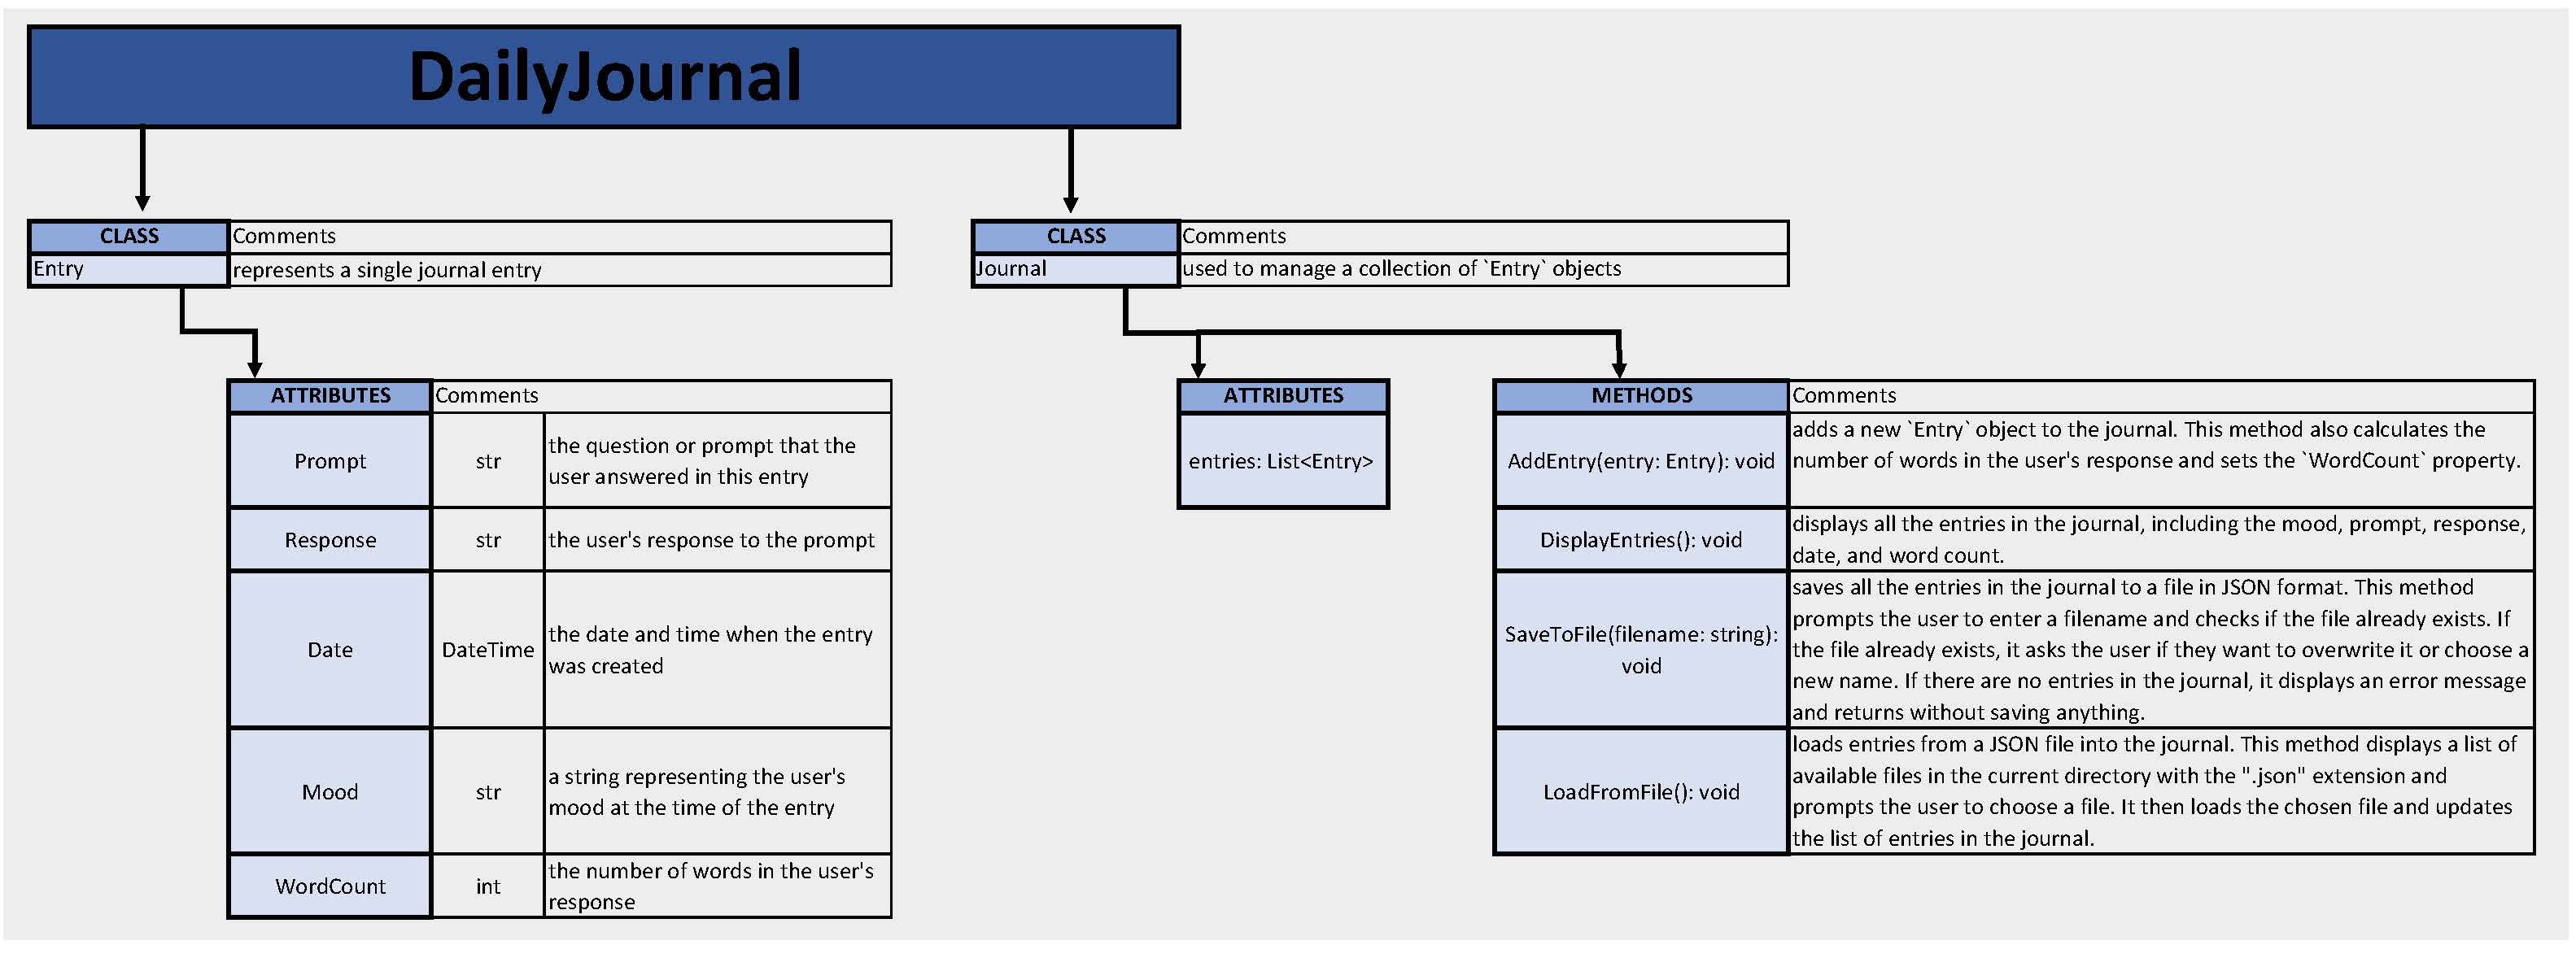 DailyJournal
CLASS
Comments
Entry
represents a single journal entry
ATTRIBUTES
Comments
Prompt
str
the question or prompt that the
user answered in this entry
Response
str
the user's response to the prompt
Date
DateTime
the date and time when the entry
was created
Mood
str
a string representing the user's
mood at the time of the entry
WordCount
int
the number of words in the user's
response
CLASS
Comments
Journal
used to manage a collection of `Entry` objects
ATTRIBUTES
entries: List<Entry>
METHODS
Comments
AddEntry(entry: Entry): void
adds a new `Entry` object to the journal. This method also calculates the
number of words in the user's response and sets the `WordCount` property.
DisplayEntries(): void
displays all the entries in the journal, including the mood, prompt, response,
date, and word count.
SaveToFile(filename: string):
void
saves all the entries in the journal to a file in JSON format. This method
prompts the user to enter a filename and checks if the file already exists. If
the file already exists, it asks the user if they want to overwrite it or choose a
new name. If there are no entries in the journal, it displays an error message
and returns without saving anything.
LoadFromFile(): void
loads entries from a JSON file into the journal. This method displays a list of
available files in the current directory with the ".json" extension and
prompts the user to choose a file. It then loads the chosen file and updates
the list of entries in the journal.